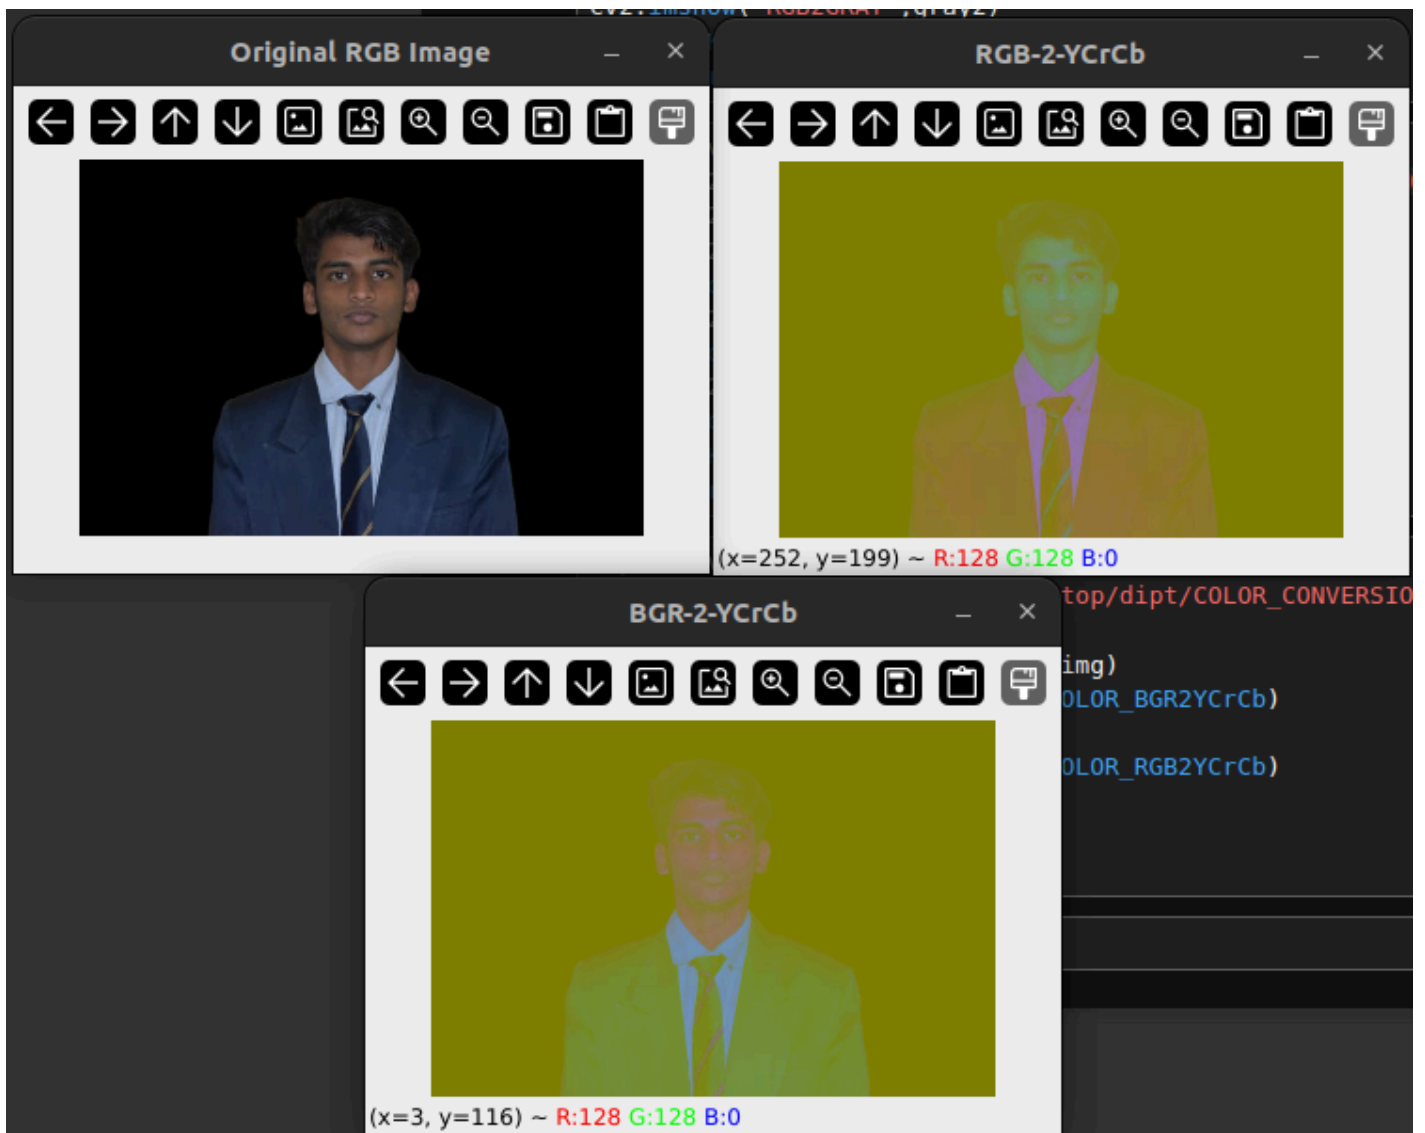 Original RGB Image
RGB-2-YCrCb
(x=252, y=199) ~ R:128 G:128 B:0
top/dipt/COLOR_CONVERSIO
BGR-2-YCrCb
img)
OLOR_BGR2YCrCb)
OLOR_RGB2YCrCb)
(x=3, y=116) ~ R:128 G:128 B:0